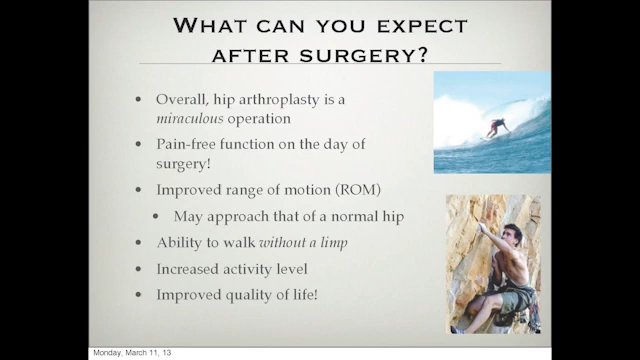 WHAT CAN YOU EXPECT
AFTER SURGERY?
• Overall, hip arthroplasty is a
miraculous operation
• Pain-free function on the day of
surgery!
• Improved range of motion (ROM)
• May approach that of a normal hip
• Ability to walk without a limp
• Increased activity level
• Improved quality of life!
Monday, March 11, 13